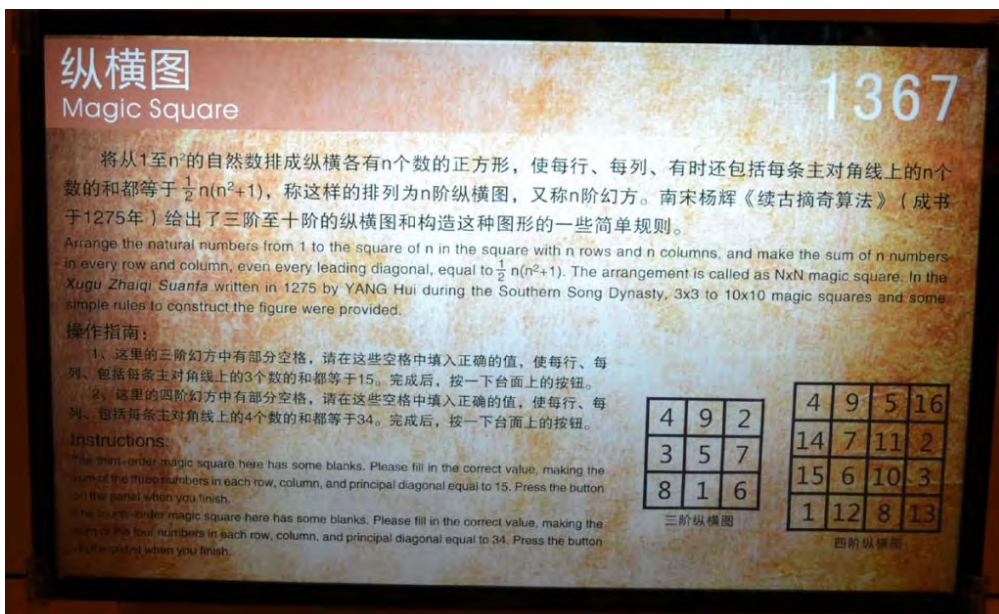 纵横图
Magic Square
1367
将从1至n²的自然数排成纵横各有n个数的正方形，使每行、每列、有时还包括每条主对角线上的n个
数的和都等于 1/2 n(n²+1)，称这样的排列为n阶纵横图，又称n阶幻方。南宋杨辉《续古摘奇算法》（成书
于1275年）给出了三阶至十阶的纵横图和构造这种图形的一些简单规则。
Arrange the natural numbers from 1 to the square of n in the square with n rows and n columns, and make the sum of n numbers
in every row and column, even every leading diagonal, equal to 1/2 n(n²+1). The arrangement is called as NxN magic square. In the
Xugu Zhaiqi Suanfa written in 1275 by YANG Hui during the Southern Song Dynasty, 3x3 to 10x10 magic squares and some
simple rules to construct the figure were provided.
操作指南：
1、这里的三阶幻方中有部分空格，请在这些空格中填入正确的值，使每行、每
列、包括每条主对角线上的3个数的和都等于15。完成后，按一下台面上的按钮。
2、这里的四阶幻方中有部分空格，请在这些空格中填入正确的值，使每行、每
列、包括每条主对角线上的4个数的和都等于34。完成后，按一下台面上的按钮。
Instructions:
The third-order magic square here has some blanks. Please fill in the correct value, making the
sum of the three numbers in each row, column, and principal diagonal equal to 15. Press the button
on the panel when you finish.
The fourth-order magic square here has some blanks. Please fill in the correct value, making the
sum of the four numbers in each row, column, and principal diagonal equal to 34. Press the button
on the panel when you finish.
4 9 2
3 5 7
8 1 6
三阶纵横图
4 9 5 16
14 7 11 2
15 6 10 3
1 12 8 13
四阶纵横图